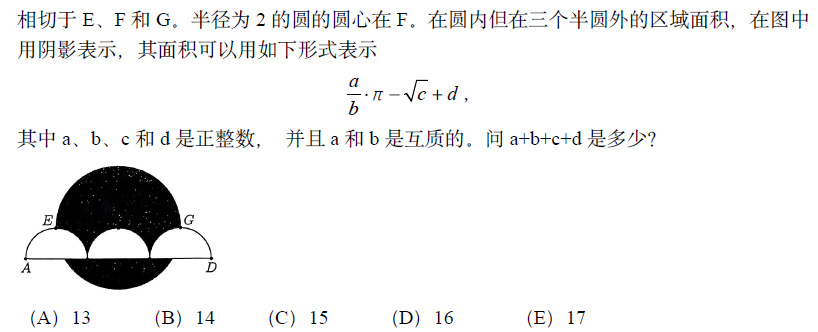 相切于 E、F 和 G。半径为 2 的圆的圆心在 F。在圆内但在三个半圆外的区域面积，在图中
用阴影表示，其面积可以用如下形式表示
a/b · π − √c + d ,
其中 a、b、c 和 d 是正整数， 并且 a 和 b 是互质的。问 a+b+c+d 是多少?
E G
A D
(A) 13 (B) 14 (C) 15 (D) 16 (E) 17